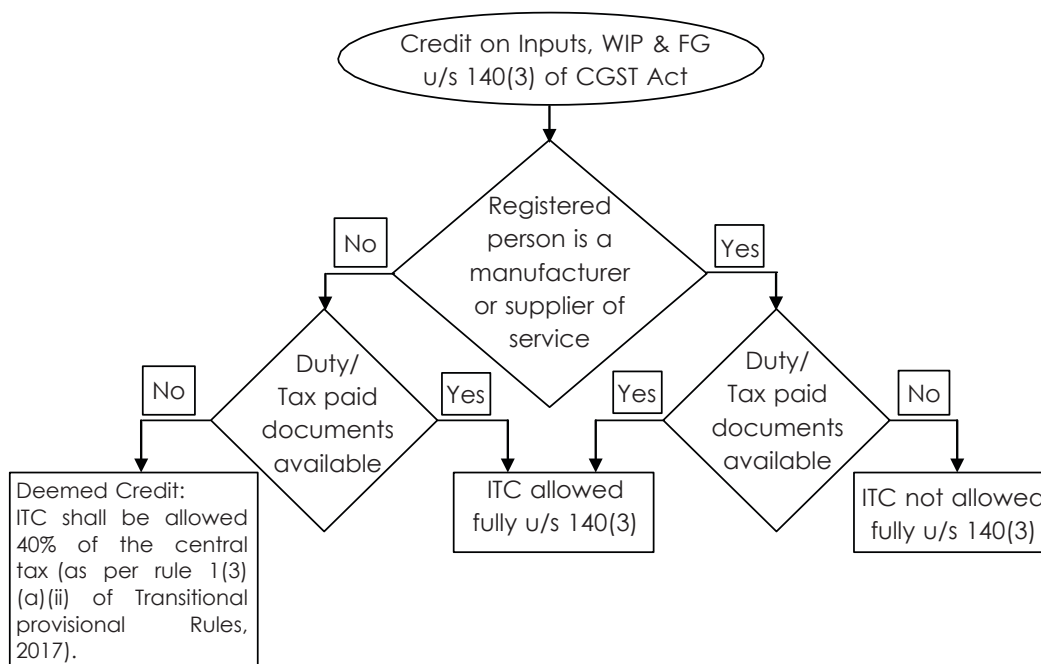 Credit on Inputs, WIP & FG
u/s 140(3) of CGST Act
Registered
person is a
manufacturer
or supplier of
service
No
Yes
Duty/
Tax paid
documents
available
No
Yes
Duty/
Tax paid
documents
available
Yes
No
Deemed Credit:
ITC shall be allowed
40% of the central
tax (as per rule 1(3)
(a)(ii) of Transitional
provisional Rules,
2017).
ITC allowed
fully u/s 140(3)
ITC not allowed
fully u/s 140(3)